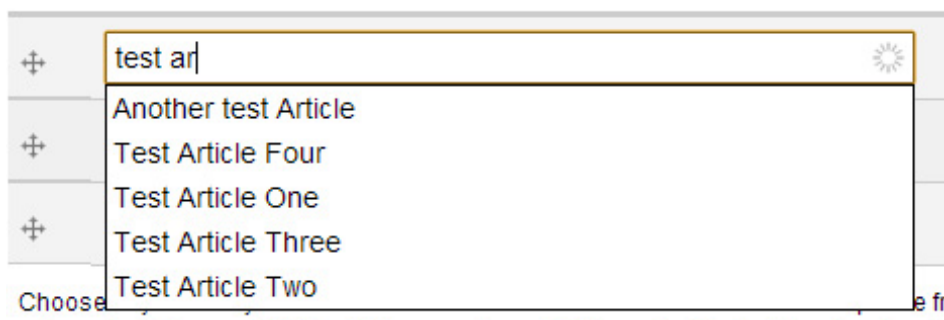 test ar
Another test Article
Test Article Four
Test Article One
Test Article Three
Test Article Two
Choose